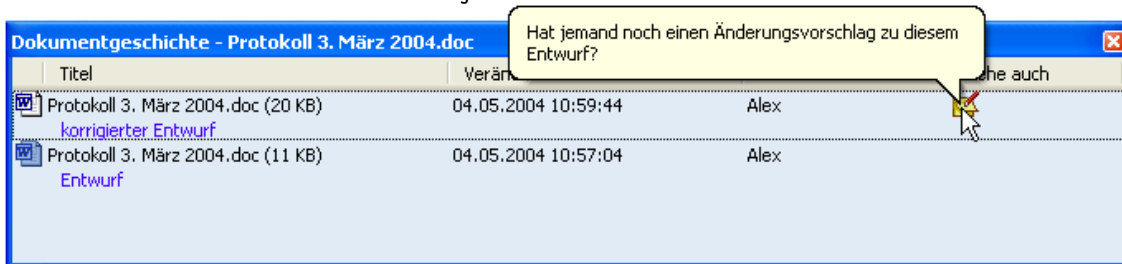 Hat jemand noch einen Änderungsvorschlag zu diesem
Entwurf?
Dokumentgeschichte - Protokoll 3. März 2004.doc
Titel
Protokoll 3. März 2004.doc (20 KB) 04.05.2004 10:59:44 Alex
korrigierter Entwurf
Protokoll 3. März 2004.doc (11 KB) 04.05.2004 10:57:04 Alex
Entwurf